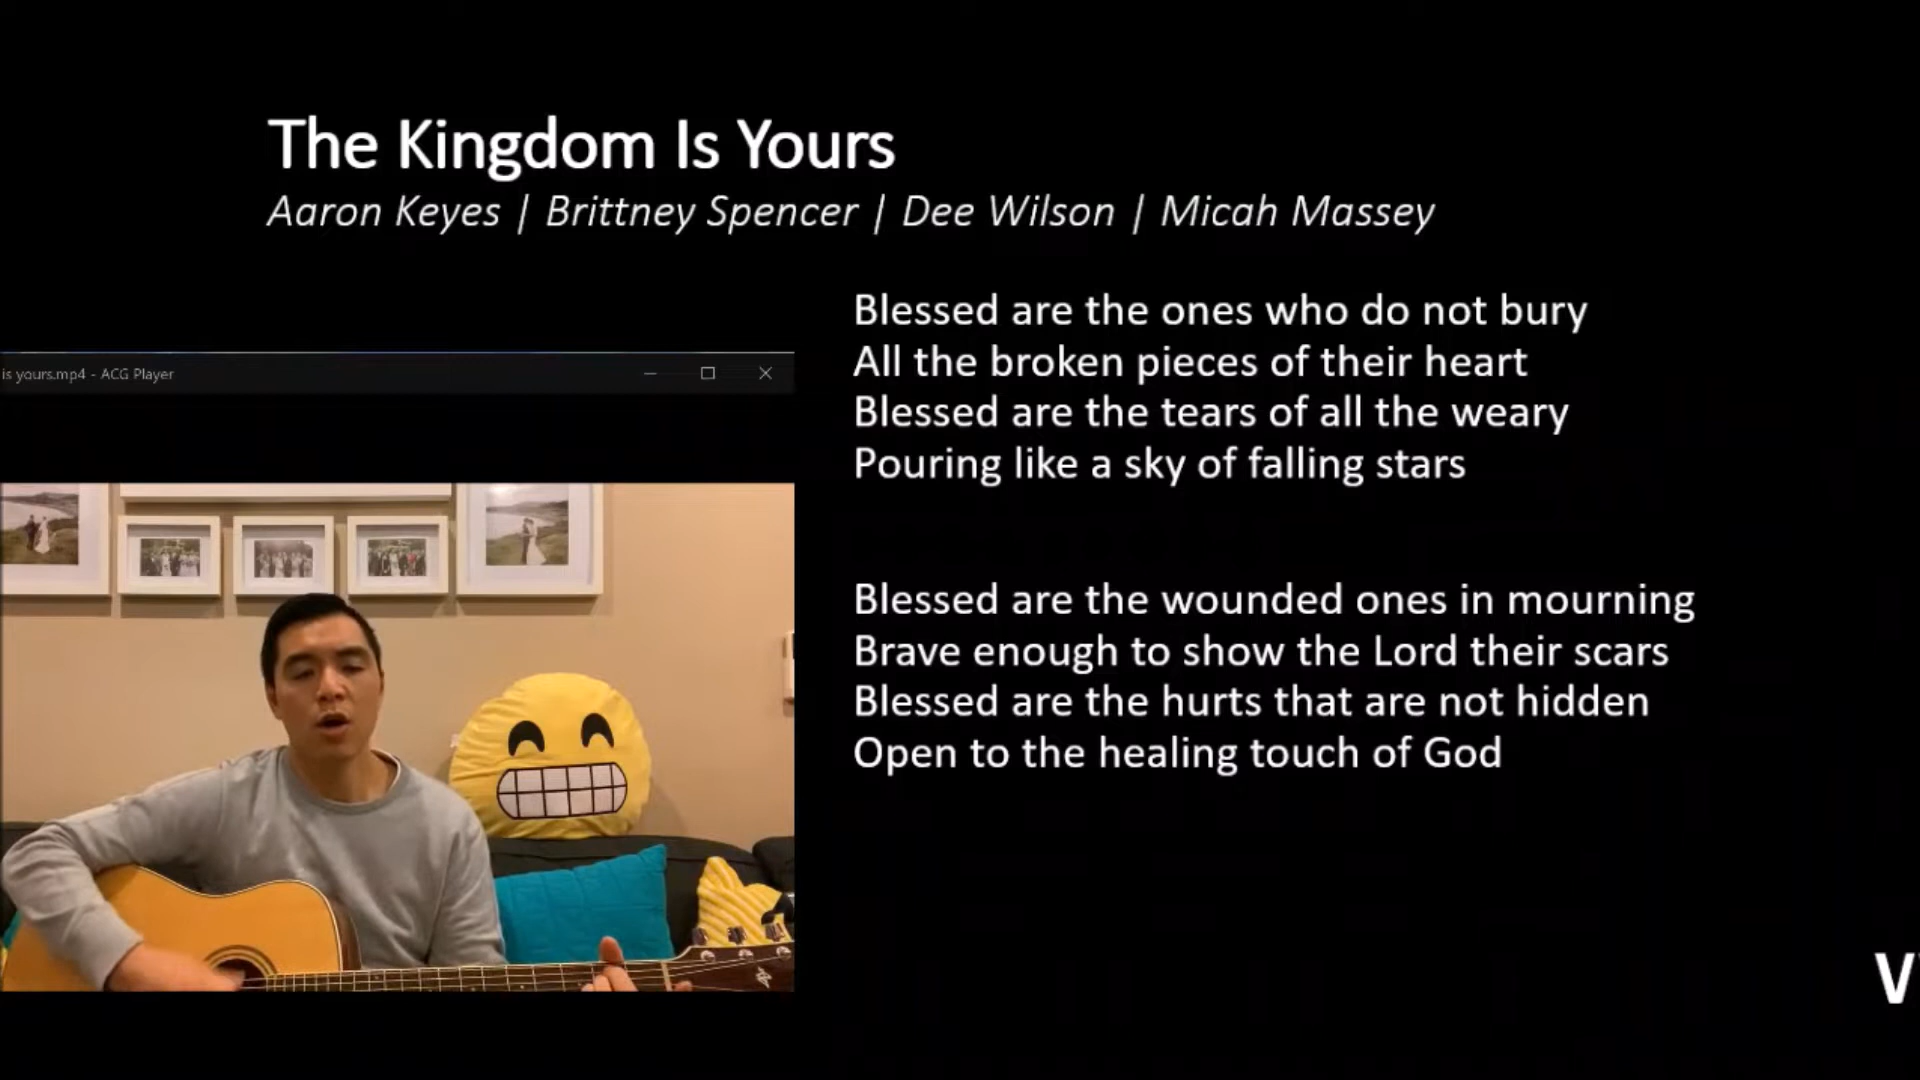 The Kingdom Is Yours
Aaron Keyes | Brittney Spencer | Dee Wilson | Micah Massey
is yours.mp4 - ACG Player
Blessed are the ones who do not bury
All the broken pieces of their heart
Blessed are the tears of all the weary
Pouring like a sky of falling stars
Blessed are the wounded ones in mourning
Brave enough to show the Lord their scars
Blessed are the hurts that are not hidden
Open to the healing touch of God